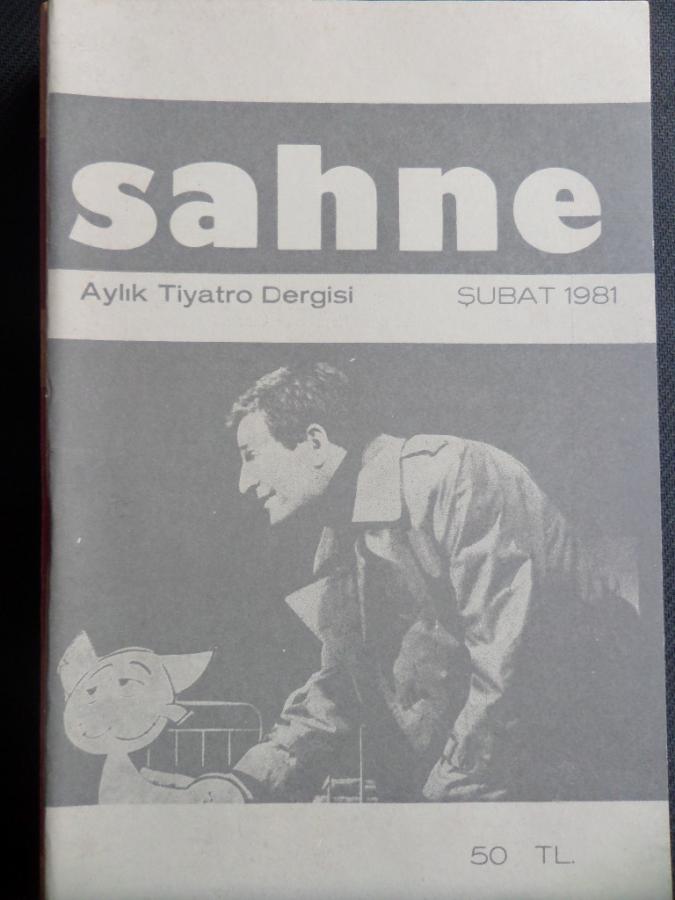 sahne
Aylık Tiyatro Dergisi ŞUBAT 1981
50 TL.